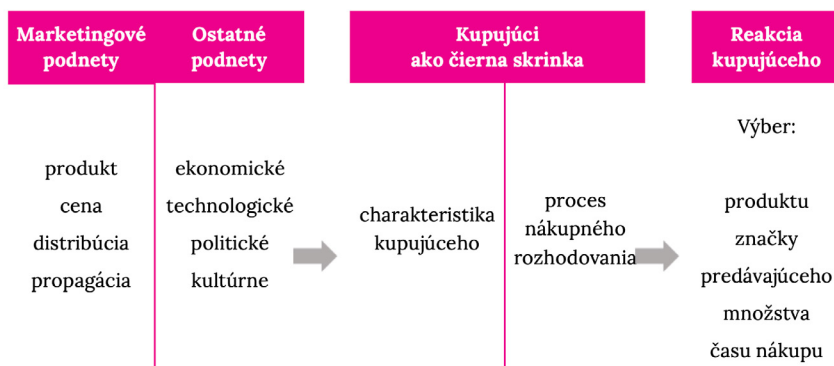 Marketingové
podnety
Ostatné
podnety
Kupujúci
ako čierna skrinka
Reakcia
kupujúceho
produkt
cena
distribúcia
propagácia
ekonomické
technologické
politické
kultúrne
charakteristika
kupujúceho
proces
nákupného
rozhodovania
Výber:
produktu
značky
predávajúceho
množstva
času nákupu